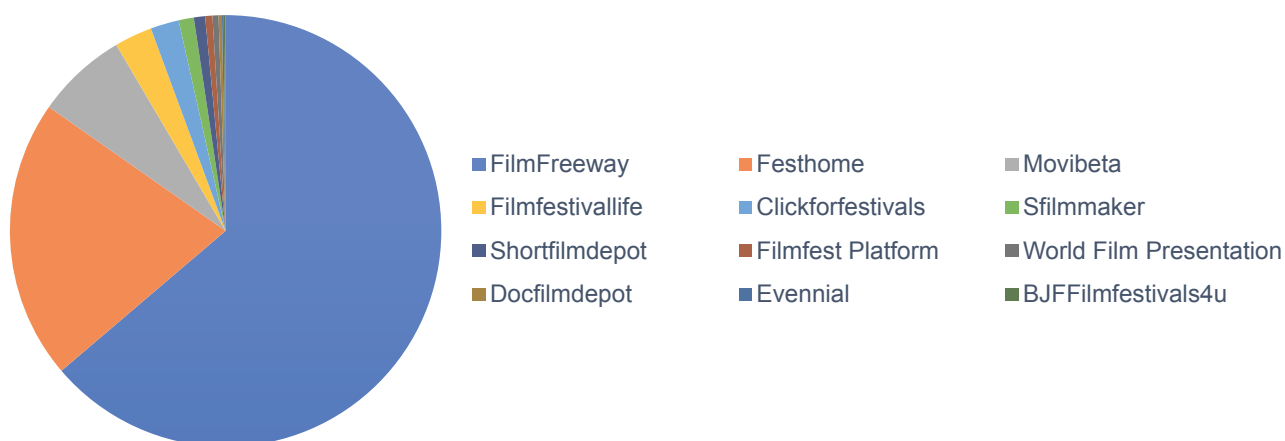 FilmFreeway Festhome Movibeta
Filmfestivallife Clickforfestivals Sfilmmaker
Shortfilmdepot Filmfest Platform World Film Presentation
Docfilmdepot Evennial BJFFilmfestivals4u